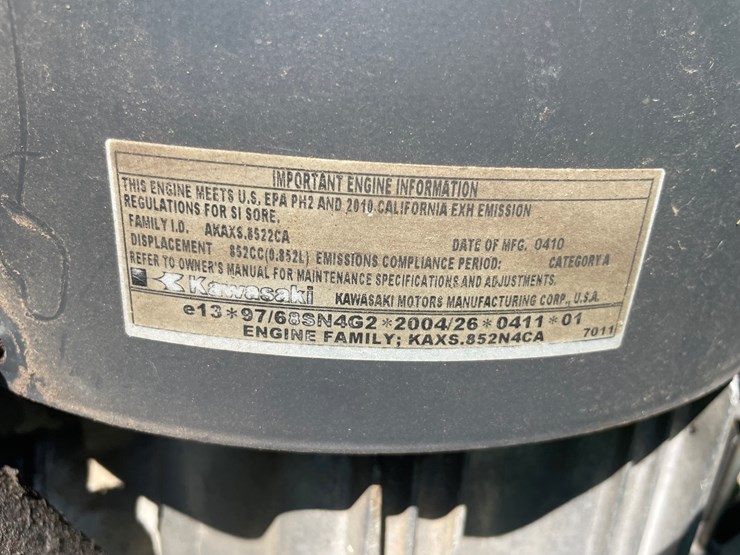 IMPORTANT ENGINE INFORMATION
THIS ENGINE MEETS U.S. EPA PH2 AND 2010 CALIFORNIA EXH EMISSION
REGULATIONS FOR SI SORE.
FAMILY I.D. AKAXS.8522CA DATE OF MFG. 0410
DISPLACEMENT 852CC(0.852L) EMISSIONS COMPLIANCE PERIOD: CATEGORY A
REFER TO OWNER'S MANUAL FOR MAINTENANCE SPECIFICATIONS AND ADJUSTMENTS.
Kawasaki KAWASAKI MOTORS MANUFACTURING CORP., U.S.A.
e13*97/68SN4G2*2004/26*0411*01
ENGINE FAMILY; KAXS.852N4CA 7011